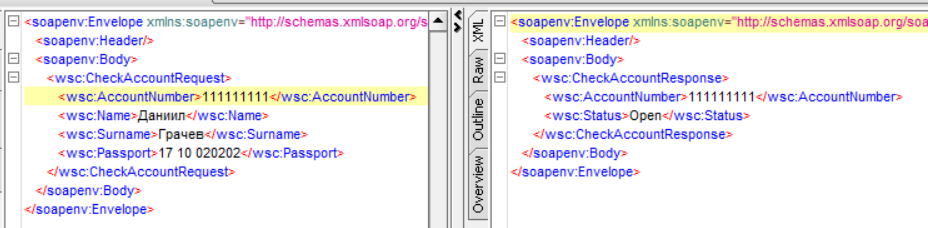 <soapenv:Envelope xmlns:soapenv="http://schemas.xmlsoap.org/s
<soapenv:Header/>
<soapenv:Body>
<wsc:CheckAccountRequest>
<wsc:AccountNumber>111111111</wsc:AccountNumber>
<wsc:Name>Даниил</wsc:Name>
<wsc:Surname>Грачев</wsc:Surname>
<wsc:Passport>17 10 020202</wsc:Passport>
</wsc:CheckAccountRequest>
</soapenv:Body>
</soapenv:Envelope>
XML
Raw
Outline
Overview
<soapenv:Envelope xmlns:soapenv="http://schemas.xmlsoap.org/soa
<soapenv:Header/>
<soapenv:Body>
<wsc:CheckAccountResponse>
<wsc:AccountNumber>111111111</wsc:AccountNumber>
<wsc:Status>Open</wsc:Status>
</wsc:CheckAccountResponse>
</soapenv:Body>
</soapenv:Envelope>